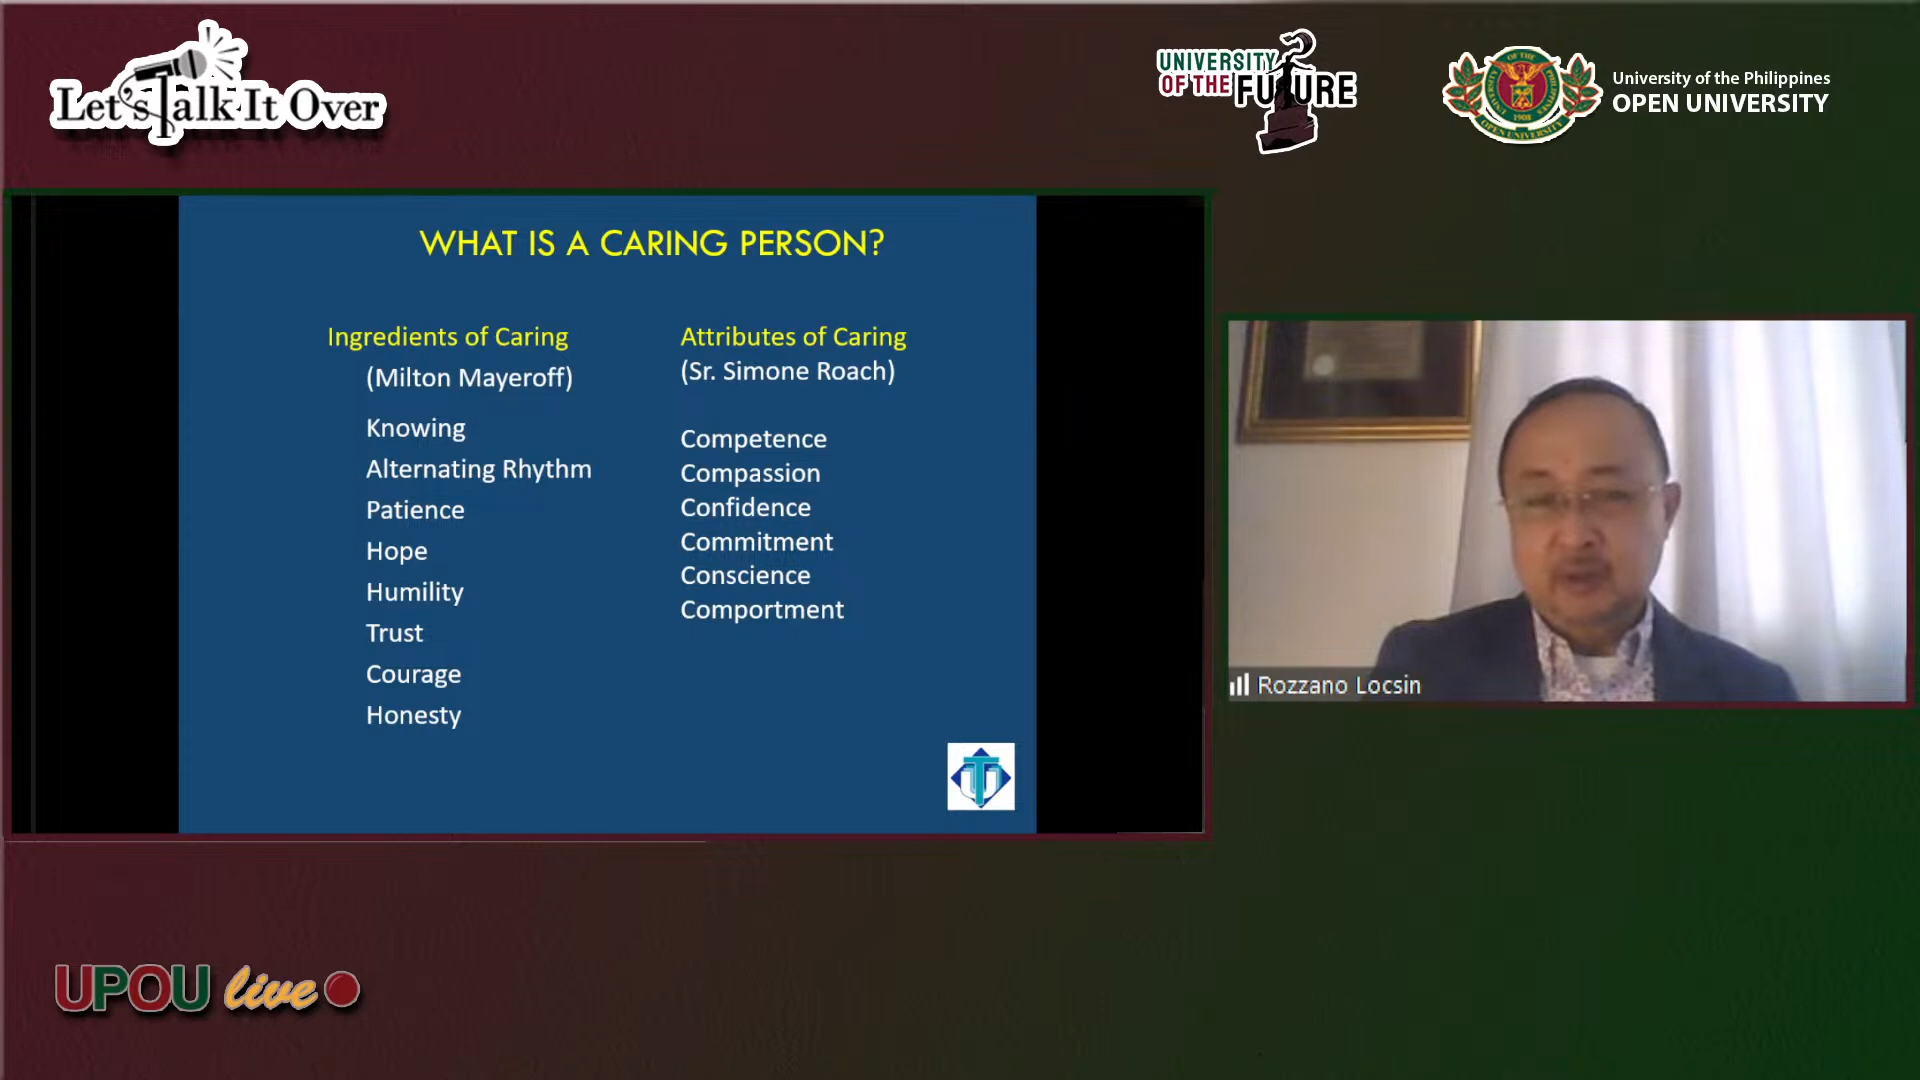 Let's Talk It Over
UNIVERSITY
OF THE FUTURE
University of the Philippines
OPEN UNIVERSITY
WHAT IS A CARING PERSON?
Ingredients of Caring
(Milton Mayeroff)
Knowing
Alternating Rhythm
Patience
Hope
Humility
Trust
Courage
Honesty
Attributes of Caring
(Sr. Simone Roach)
Competence
Compassion
Confidence
Commitment
Conscience
Comportment
Rozzano Locsin
UPOU live